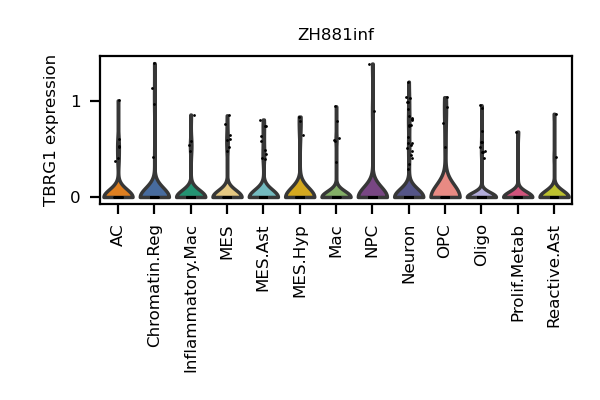 ZH881inf
TBRG1 expression
1
0
AC
Chromatin.Reg
Inflammatory.Mac
MES
MES.Ast
MES.Hyp
Mac
NPC
Neuron
OPC
Oligo
Prolif.Metab
Reactive.Ast